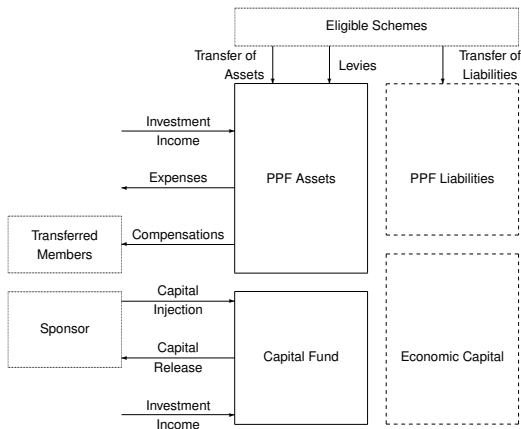 Eligible Schemes
Transfer of
Assets
Levies
Transfer of
Liabilities
Investment
Income
Expenses
PPF Assets
PPF Liabilities
Transferred
Members
Compensations
Capital
Injection
Sponsor
Capital
Release
Capital Fund
Economic Capital
Investment
Income